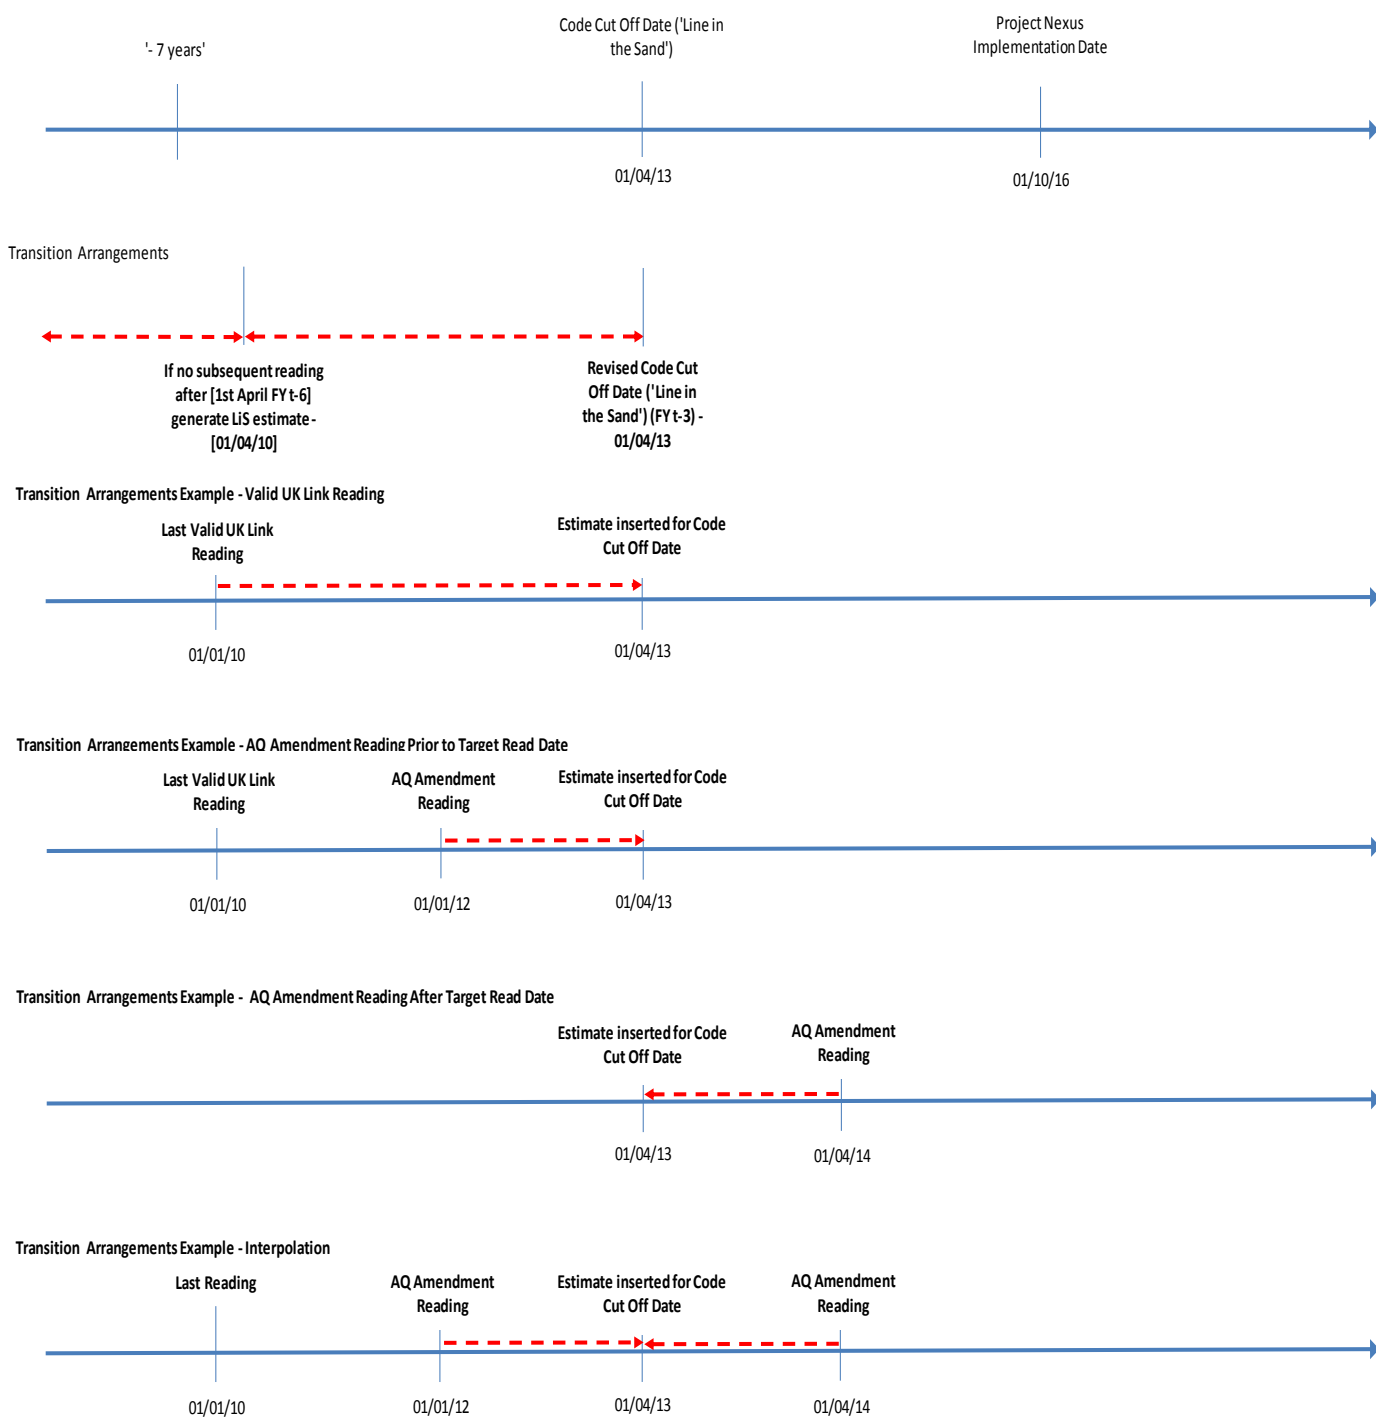 '- 7 years'
Code Cut Off Date ('Line in
the Sand')
Project Nexus
Implementation Date
01/04/13
01/10/16
Transition Arrangements
If no subsequent reading
after [1st April FY t-6]
generate LiS estimate -
[01/04/10]
Revised Code Cut
Off Date ('Line in
the Sand') (FY t-3) -
01/04/13
Transition Arrangements Example - Valid UK Link Reading
Last Valid UK Link
Reading
Estimate inserted for Code
Cut Off Date
01/01/10
01/04/13
Transition Arrangements Example - AQ Amendment Reading Prior to Target Read Date
Last Valid UK Link
Reading
AQ Amendment
Reading
Estimate inserted for Code
Cut Off Date
01/01/10
01/01/12
01/04/13
Transition Arrangements Example - AQ Amendment Reading After Target Read Date
Estimate inserted for Code
Cut Off Date
AQ Amendment
Reading
01/04/13
01/04/14
Transition Arrangements Example - Interpolation
Last Reading
AQ Amendment
Reading
Estimate inserted for Code
Cut Off Date
AQ Amendment
Reading
01/01/10
01/01/12
01/04/13
01/04/14